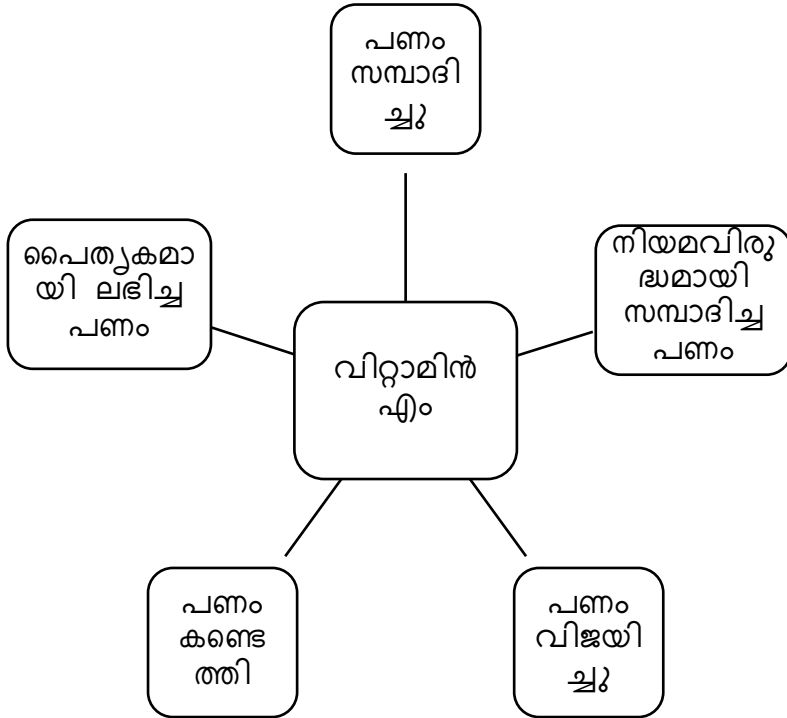 പണം
സമ്പാദി
ച്ചു
പൈതൃകമാ
യി ലഭിച്ച
പണം
നിയമവിരു
ദ്ധമായി
സമ്പാദിച്ച
പണം
വിറ്റാമിൻ
എം
പണം
കണ്ടെ
ത്തി
പണം
വിജയി
ച്ചു